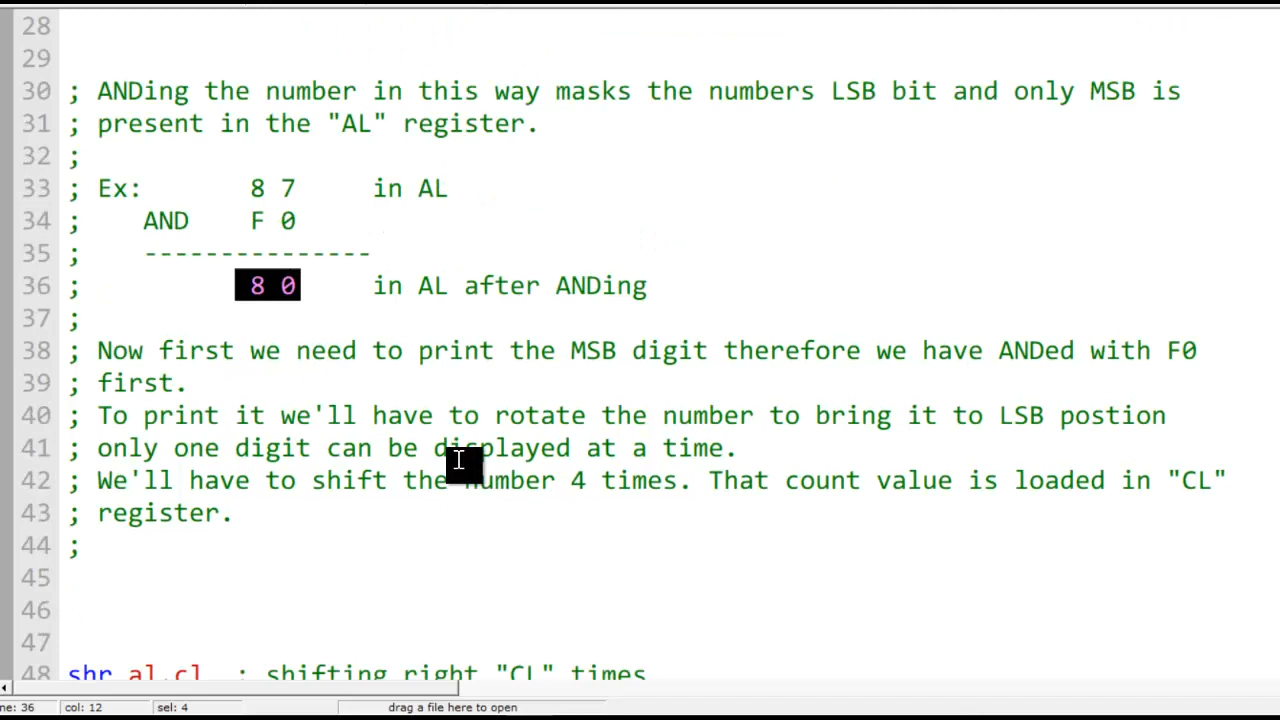 28
29
30 ; ANDing the number in this way masks the numbers LSB bit and only MSB is
31 ; present in the "AL" register.
32 ;
33 ; Ex: 8 7 in AL
34 ; AND F 0
35 ; ---------------
36 ; 8 0 in AL after ANDing
37 ;
38 ; Now first we need to print the MSB digit therefore we have ANDed with F0
39 ; first.
40 ; To print it we'll have to rotate the number to bring it to LSB postion
41 ; only one digit can be displayed at a time.
42 ; We'll have to shift the number 4 times. That count value is loaded in "CL"
43 ; register.
44 ;
45
46
47
48 shr al,cl ; shifting right "CL" times
ne: 36 col: 12 sel: 4 drag a file here to open